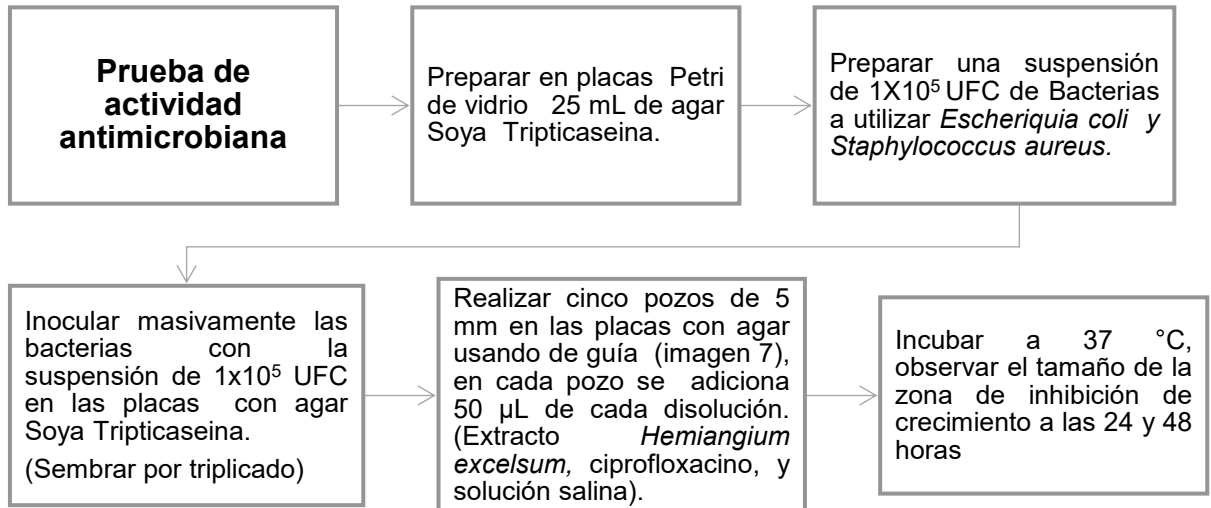 Prueba de
actividad
antimicrobiana
Preparar en placas Petri
de vidrio 25 mL de agar
Soya Tripticaseina.
Preparar una suspensión
de 1X10⁵ UFC de Bacterias
a utilizar Escheriquia coli y
Staphylococcus aureus.
Inocular masivamente las
bacterias con la
suspensión de 1x10⁵ UFC
en las placas con agar
Soya Tripticaseina.
(Sembrar por triplicado)
Realizar cinco pozos de 5
mm en las placas con agar
usando de guía (imagen 7),
en cada pozo se adiciona
50 µL de cada disolución.
(Extracto Hemiangium
excelsum, ciprofloxacino, y
solución salina).
Incubar a 37 °C,
observar el tamaño de la
zona de inhibición de
crecimiento a las 24 y 48
horas